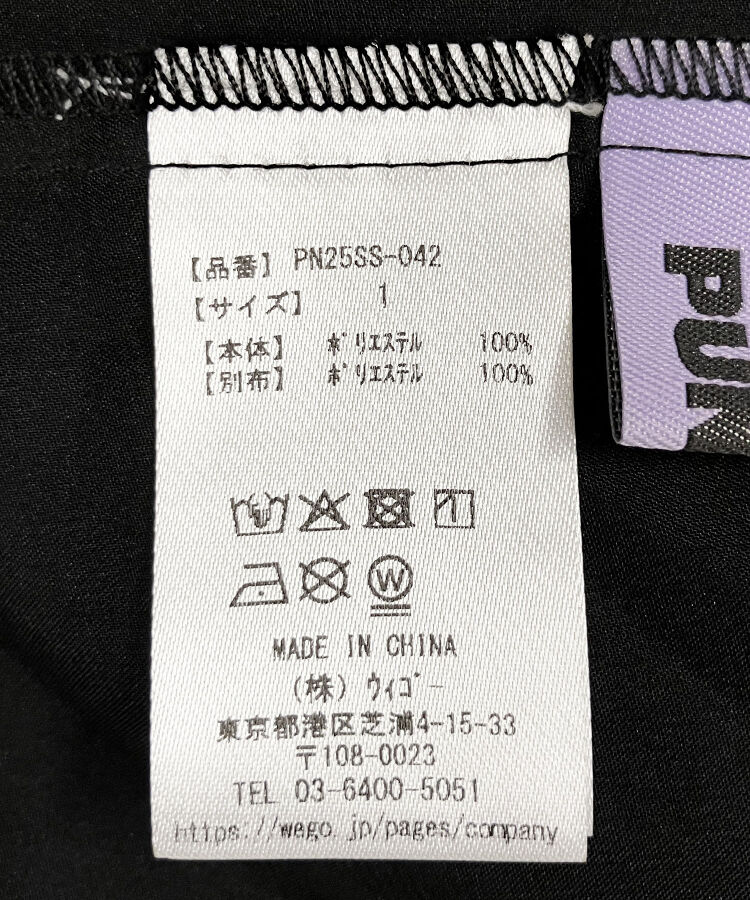 【品番】 PN25SS-042
【サイズ】 1
【本体】 ﾎﾟﾘｴｽﾃﾙ 100%
【別布】 ﾎﾟﾘｴｽﾃﾙ 100%
W
MADE IN CHINA
(株) ｳｨｺﾞｰ
東京都港区芝浦4-15-33
〒108-0023
TEL 03-6400-5051
https://wego.jp/pages/company
PUK